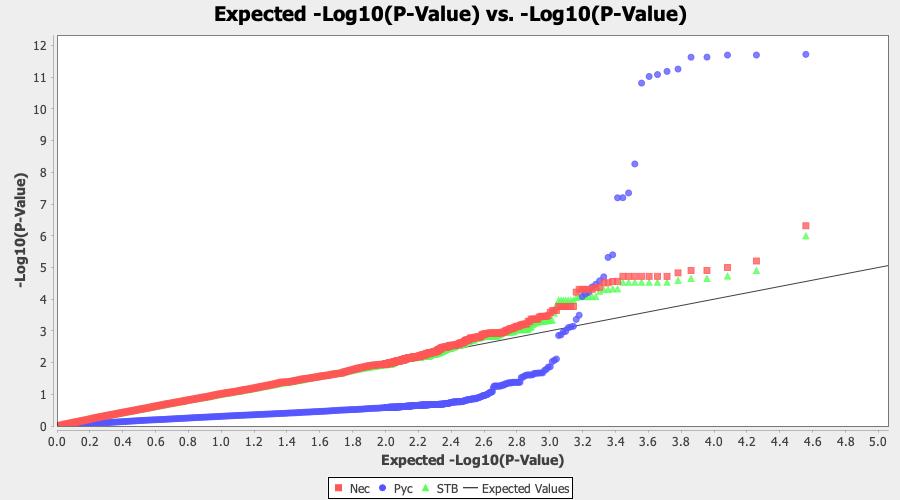 Expected -Log10(P-Value) vs. -Log10(P-Value)
-Log10(P-Value)
12
11
10
9
8
7
6
5
4
3
2
1
0
0.0 0.2 0.4 0.6 0.8 1.0 1.2 1.4 1.6 1.8 2.0 2.2 2.4 2.6 2.8 3.0 3.2 3.4 3.6 3.8 4.0 4.2 4.4 4.6 4.8 5.0
Expected -Log10(P-Value)
Nec Pyc STB Expected Values